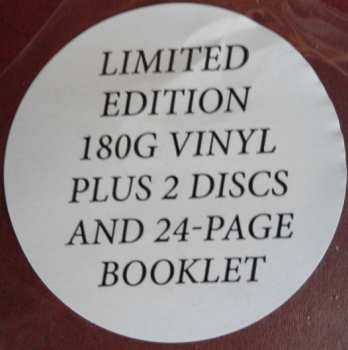 LIMITED
EDITION
180G VINYL
PLUS 2 DISCS
AND 24-PAGE
BOOKLET